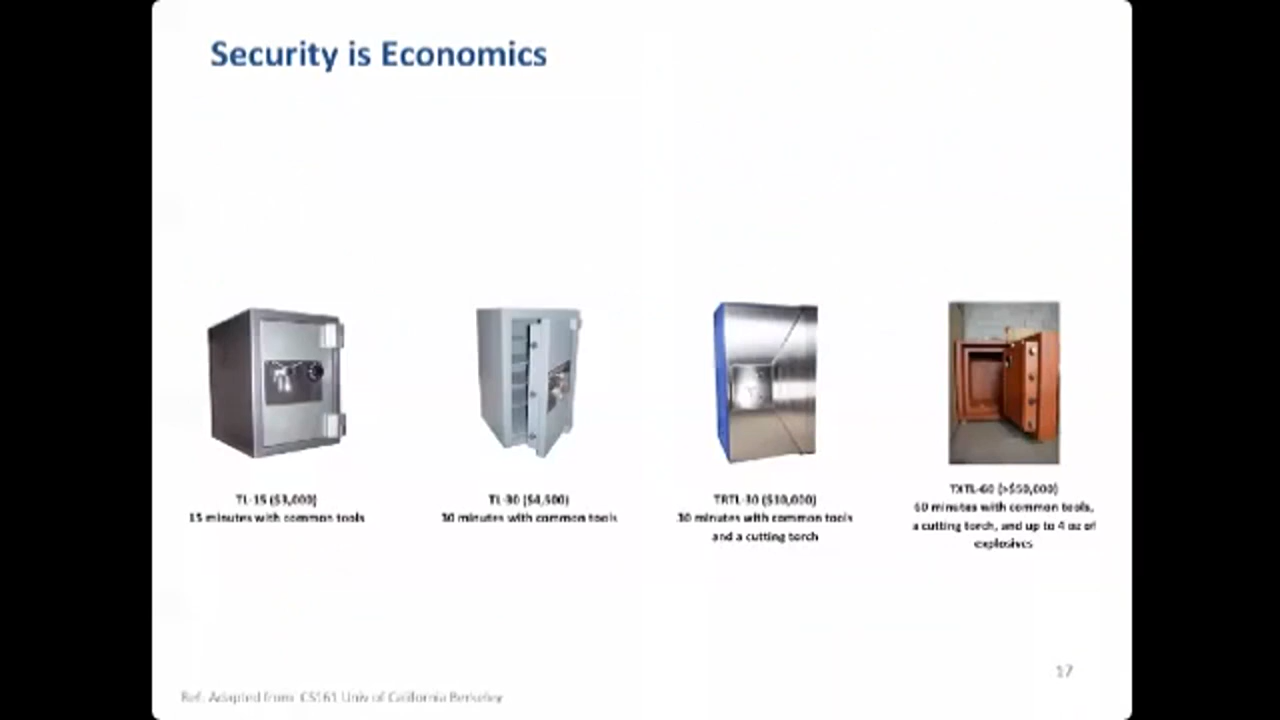 Security is Economics
TL-15 ($3,000)
15 minutes with common tools
TL-30 ($4,500)
30 minutes with common tools
TRTL-30 ($10,000)
30 minutes with common tools
and a cutting torch
TXTL-60 (>$50,000)
60 minutes with common tools,
a cutting torch, and up to 4 oz of
explosives
17
Ref. Adapted from: CS161 Univ of California Berkeley